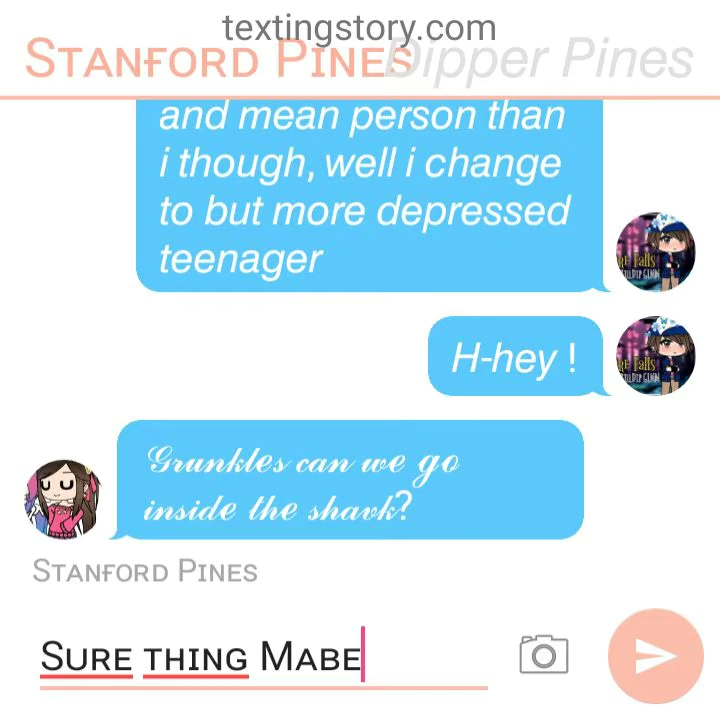 textingstory.com
Stanford Pines Dipper Pines
and mean person than
i though, well i change
to but more depressed
teenager
H-hey !
Grunkles can we go
inside the shavk?
Stanford Pines
Sure thing Mabe